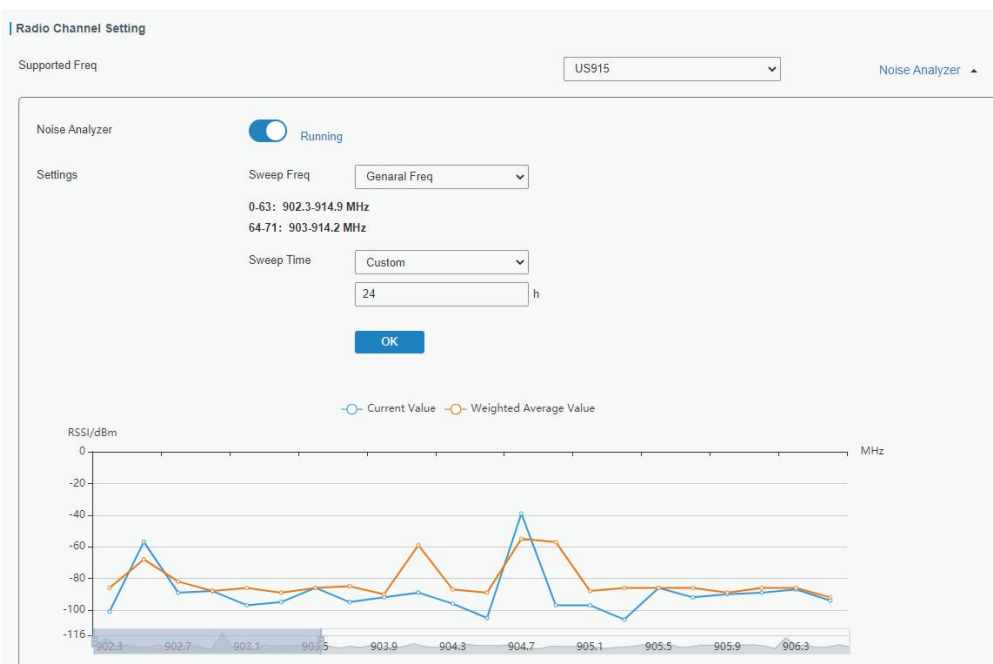 Radio Channel Setting
Supported Freq US915 Noise Analyzer
Noise Analyzer Running
Settings Sweep Freq Genaral Freq
0-63: 902.3-914.9 MHz
64-71: 903-914.2 MHz
Sweep Time Custom
24 h
OK
Current Value Weighted Average Value
RSSI/dBm
0 MHz
-20
-40
-60
-80
-100
-116
902.3 902.7 903.1 903.5 903.9 904.3 904.7 905.1 905.5 905.9 906.3